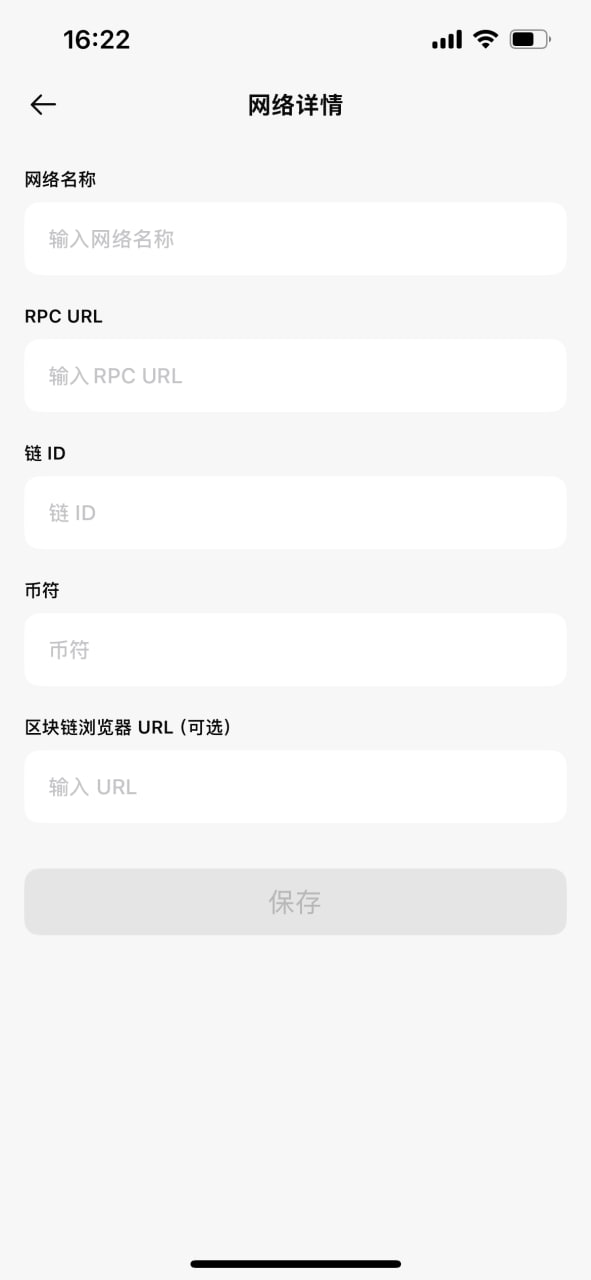 16:22
网络详情
网络名称
输入网络名称
RPC URL
输入 RPC URL
链 ID
链 ID
币符
币符
区块链浏览器 URL（可选）
输入 URL
保存